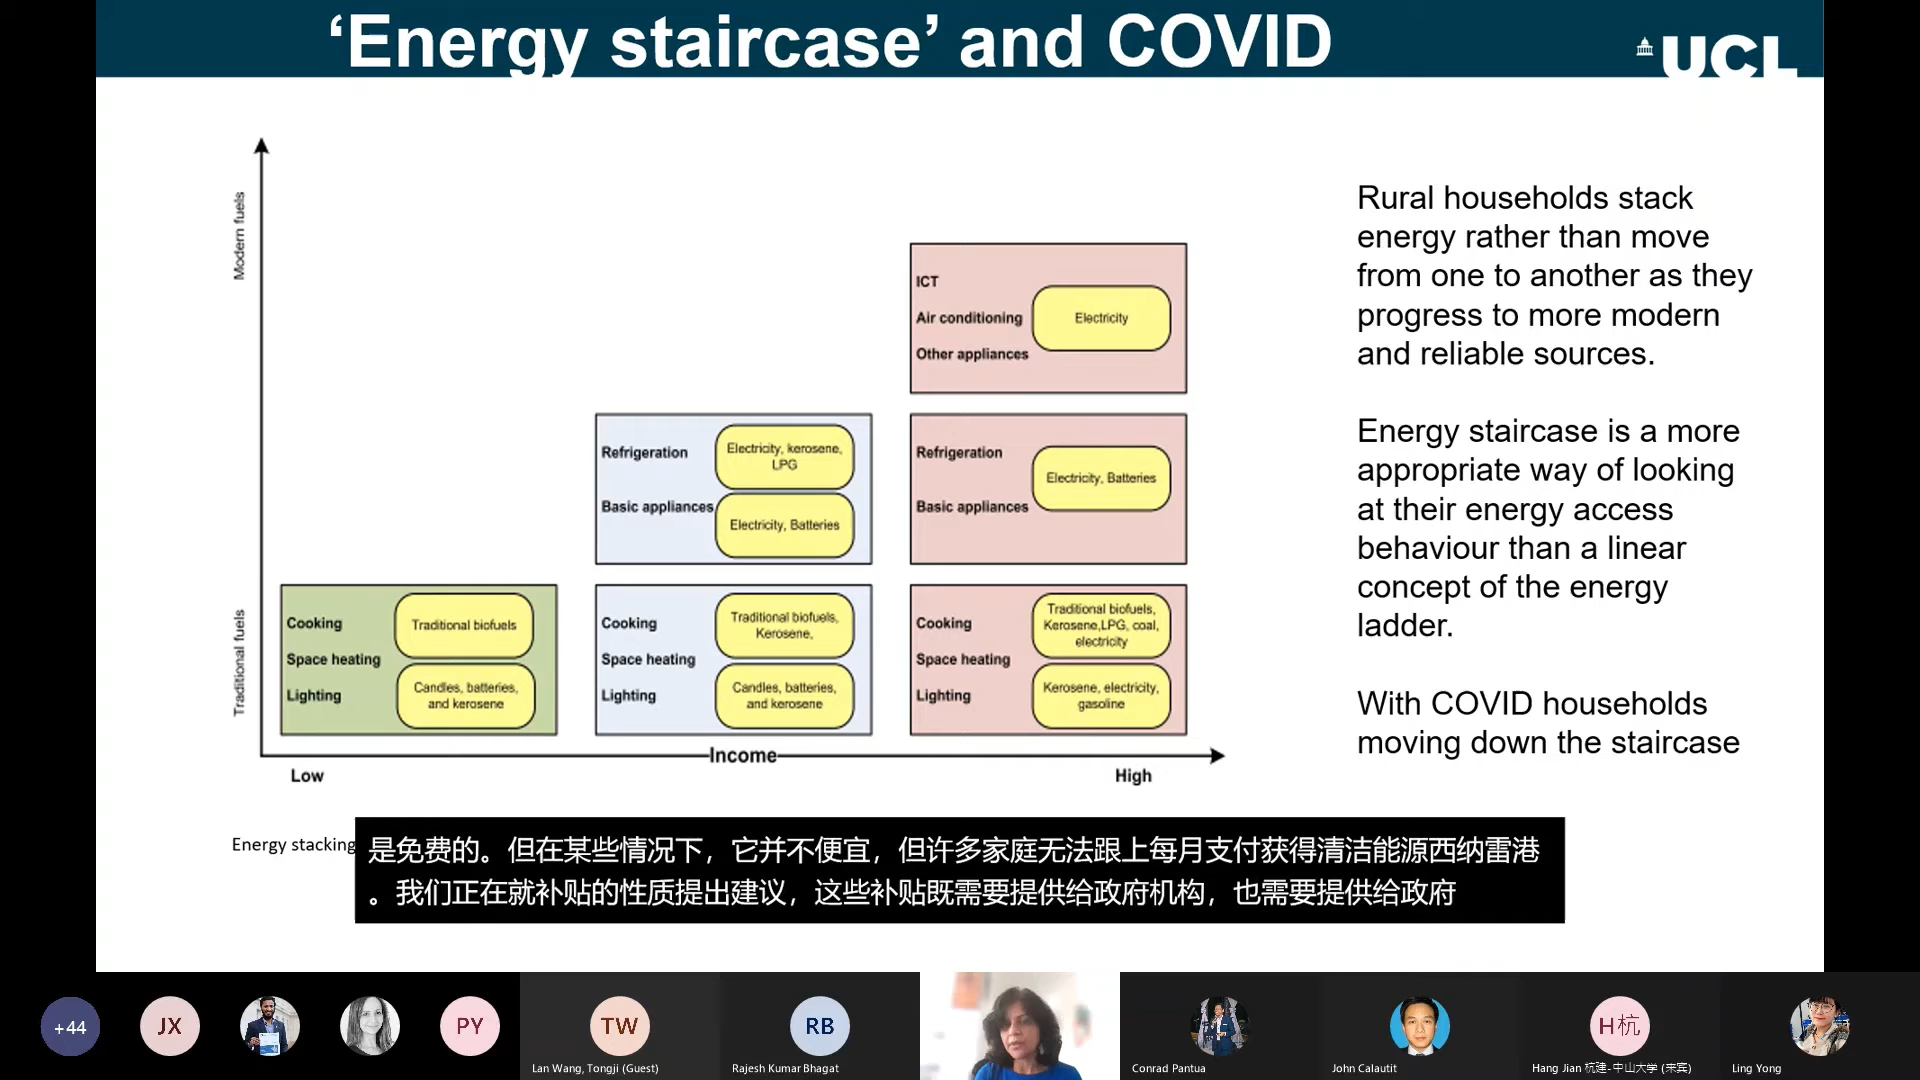 ‘Energy staircase’ and COVID
UCL
Modern fuels
Traditional fuels
ICT
Air conditioning
Other appliances
Electricity
Refrigeration
Basic appliances
Electricity, kerosene,
LPG
Electricity, Batteries
Refrigeration
Basic appliances
Electricity, Batteries
Cooking
Space heating
Lighting
Traditional biofuels
Candles, batteries,
and kerosene
Cooking
Space heating
Lighting
Traditional biofuels,
Kerosene,
Candles, batteries,
and kerosene
Cooking
Space heating
Lighting
Traditional biofuels,
Kerosene,LPG, coal,
electricity
Kerosene, electricity,
gasoline
Income
Low
High
Rural households stack
energy rather than move
from one to another as they
progress to more modern
and reliable sources.
Energy staircase is a more
appropriate way of looking
at their energy access
behaviour than a linear
concept of the energy
ladder.
With COVID households
moving down the staircase
Energy stacking
是免费的。但在某些情况下，它并不便宜，但许多家庭无法跟上每月支付获得清洁能源西纳雷港
。我们正在就补贴的性质提出建议，这些补贴既需要提供给政府机构，也需要提供给政府
+44
JX
PY
TW
Lan Wang, Tongji (Guest)
RB
Rajesh Kumar Bhagat
Conrad Pantua
John Calautit
H杭
Hang Jian 杭建-中山大学 (来宾)
Ling Yong